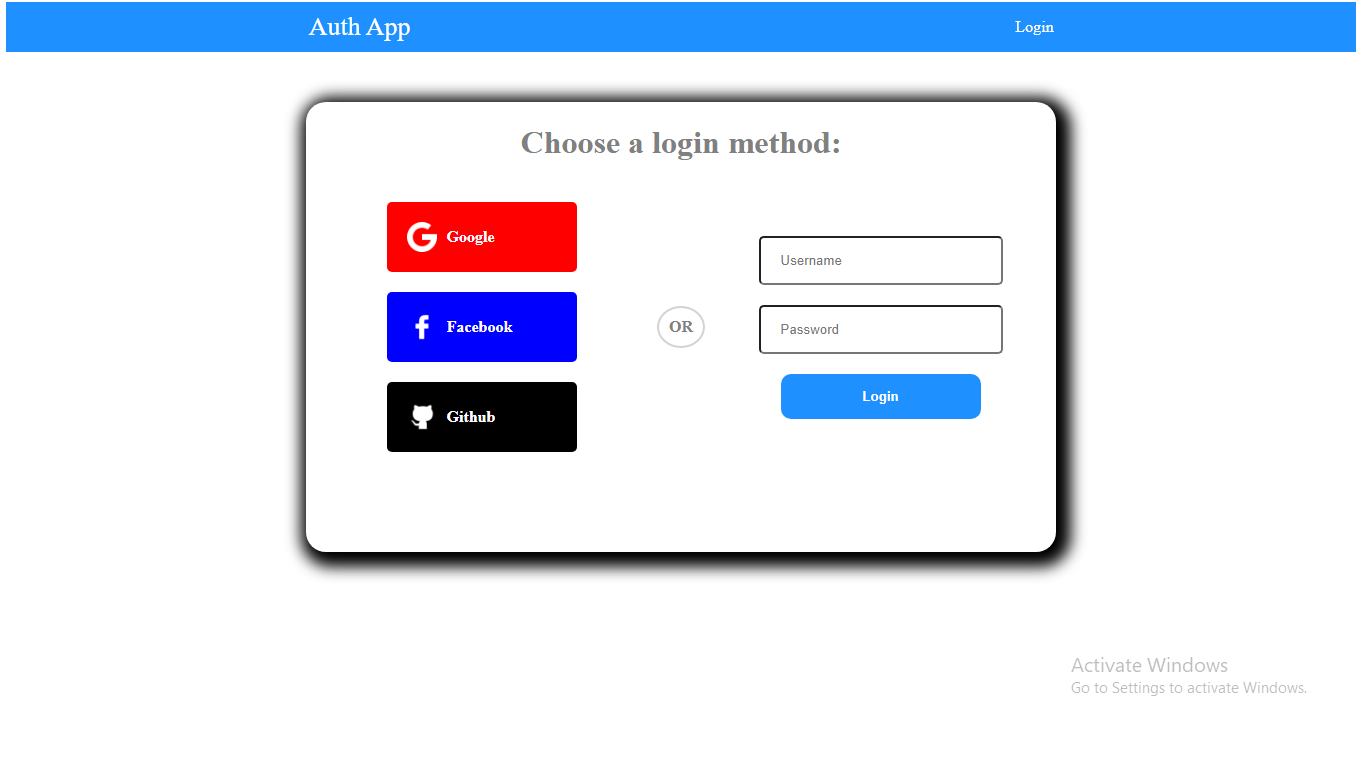 Auth App
Login
Choose a login method:
Google
Facebook
Github
OR
Username
Password
Login
Activate Windows
Go to Settings to activate Windows.